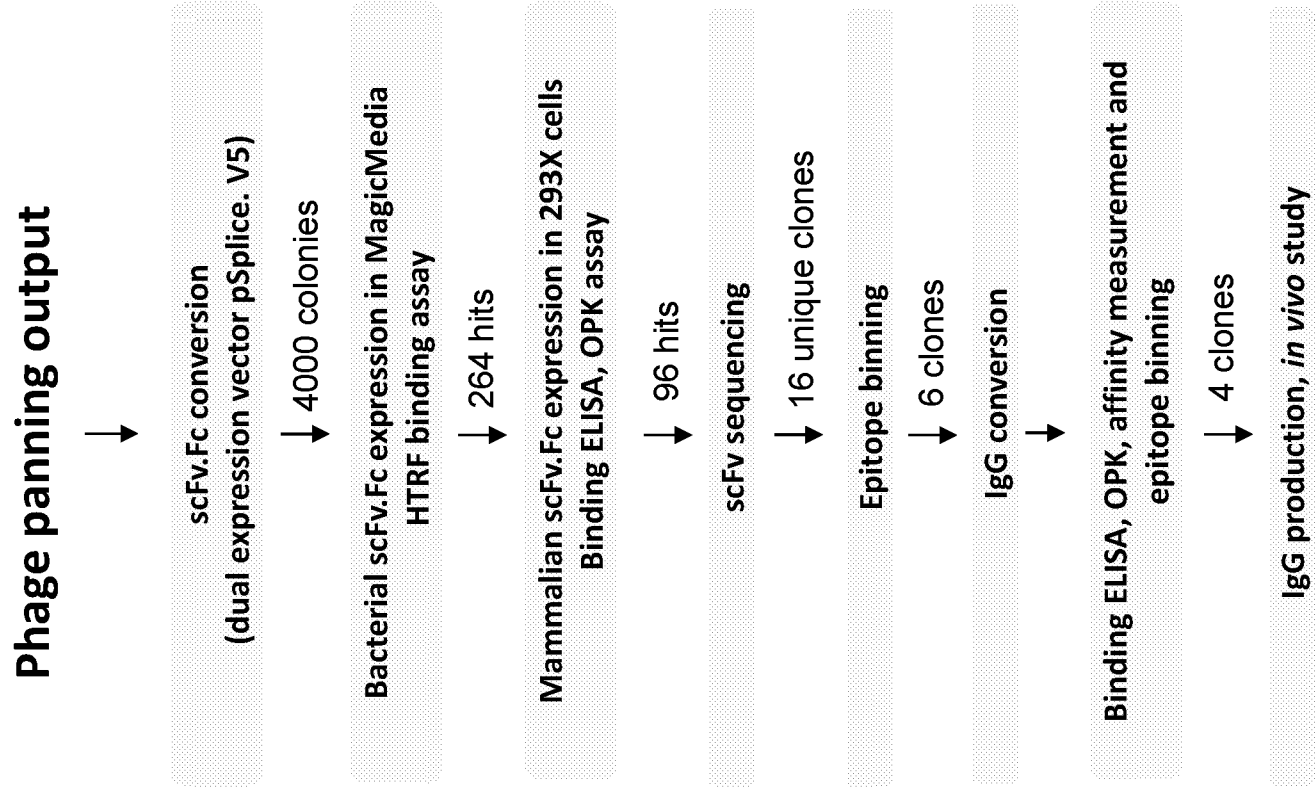 Phage panning output
scFv.Fc conversion
(dual expression vector pSplice. V5)
4000 colonies
Bacterial scFv.Fc expression in MagicMedia
HTRF binding assay
264 hits
Mammalian scFv.Fc expression in 293X cells
Binding ELISA, OPK assay
96 hits
scFv sequencing
16 unique clones
Epitope binning
6 clones
IgG conversion
Binding ELISA, OPK, affinity measurement and
epitope binning
4 clones
IgG production, in vivo study